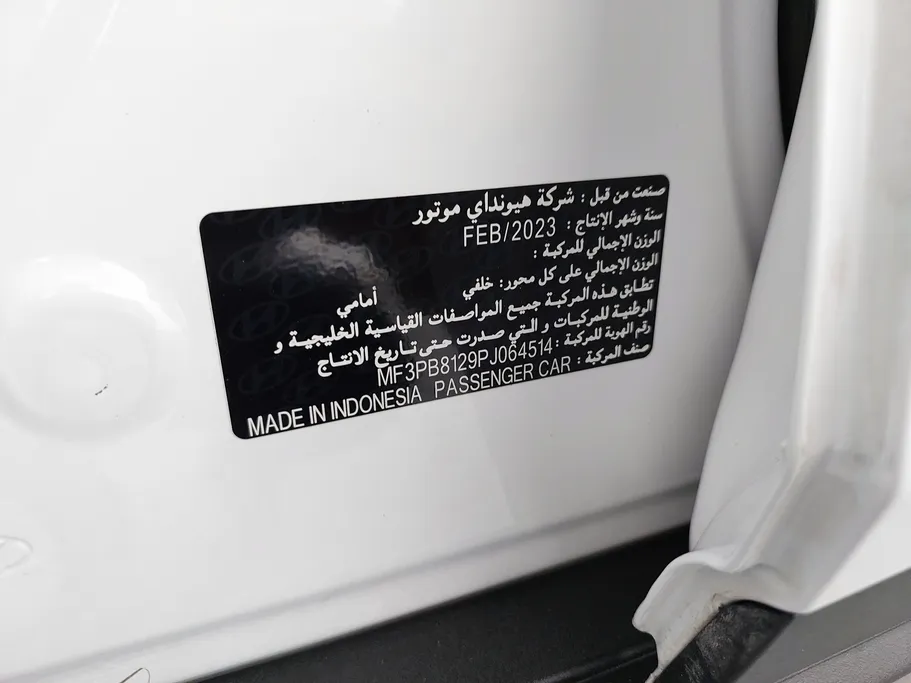 صنعت من قبل : شركة هيونداي موتور
سنة وشهر الإنتاج : FEB/2023
الوزن الإجمالي للمركبة :
الوزن الإجمالي على كل محور: خلفي أمامي
تطابق هذه المركبة جميع المواصفات القياسية الخليجية و
الوطنية للمركبات و التي صدرت حتى تاريخ الانتاج
رقم الهوية للمركبة : MF3PB8129PJ064514
صنف المركبة : PASSENGER CAR MADE IN INDONESIA